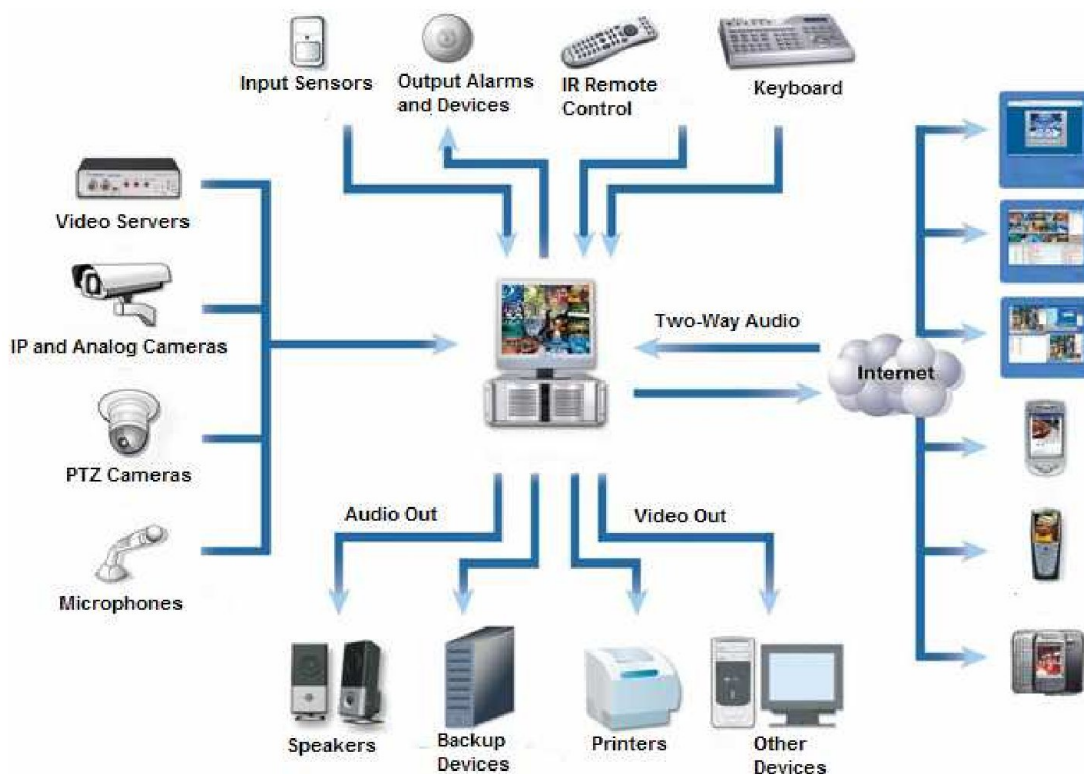 Input Sensors
Output Alarms
and Devices
IR Remote
Control
Keyboard
Video Servers
IP and Analog Cameras
PTZ Cameras
Microphones
Two-Way Audio
Internet
Audio Out
Video Out
Speakers
Backup
Devices
Printers
Other
Devices